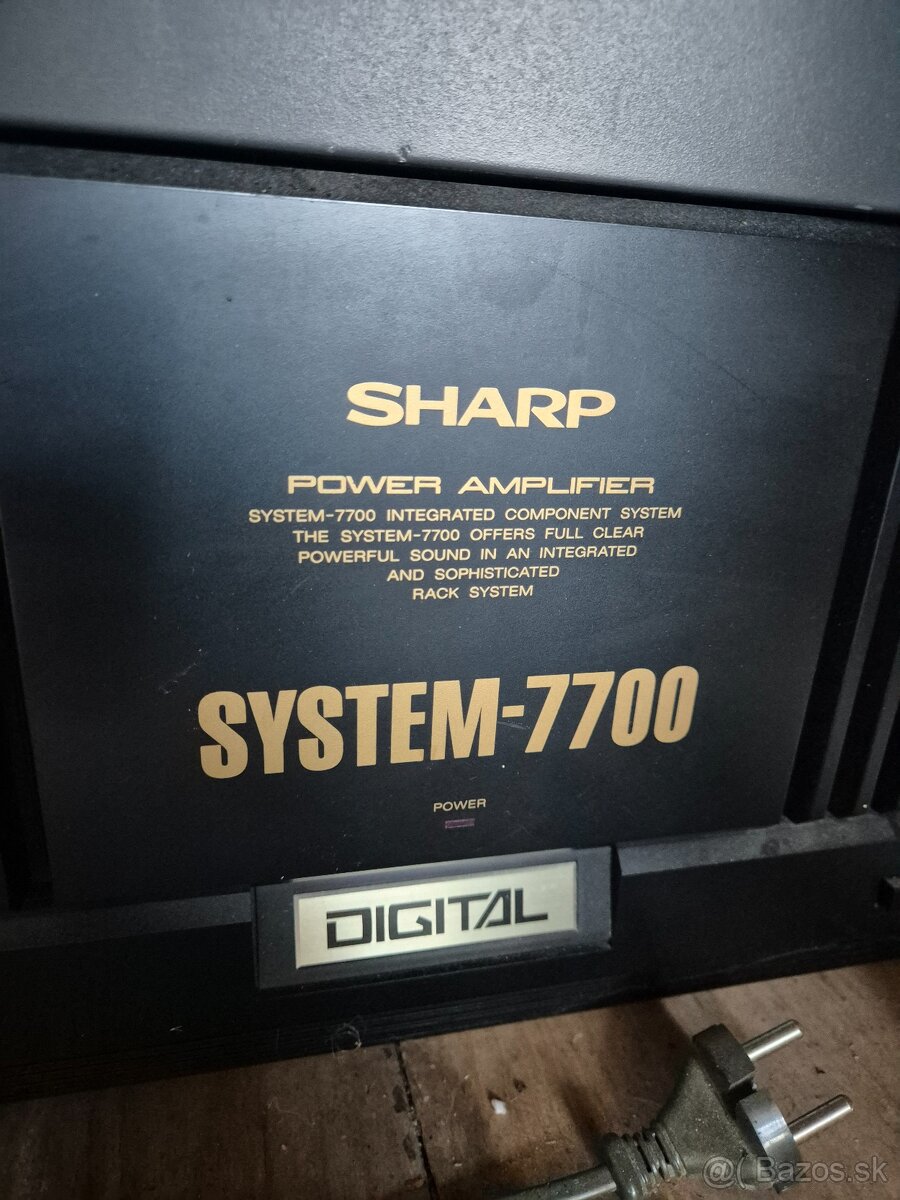 SHARP
POWER AMPLIFIER
SYSTEM-7700 INTEGRATED COMPONENT SYSTEM
THE SYSTEM-7700 OFFERS FULL CLEAR
POWERFUL SOUND IN AN INTEGRATED
AND SOPHISTICATED
RACK SYSTEM
SYSTEM-7700
POWER
DIGITAL
@( Bazos.sk